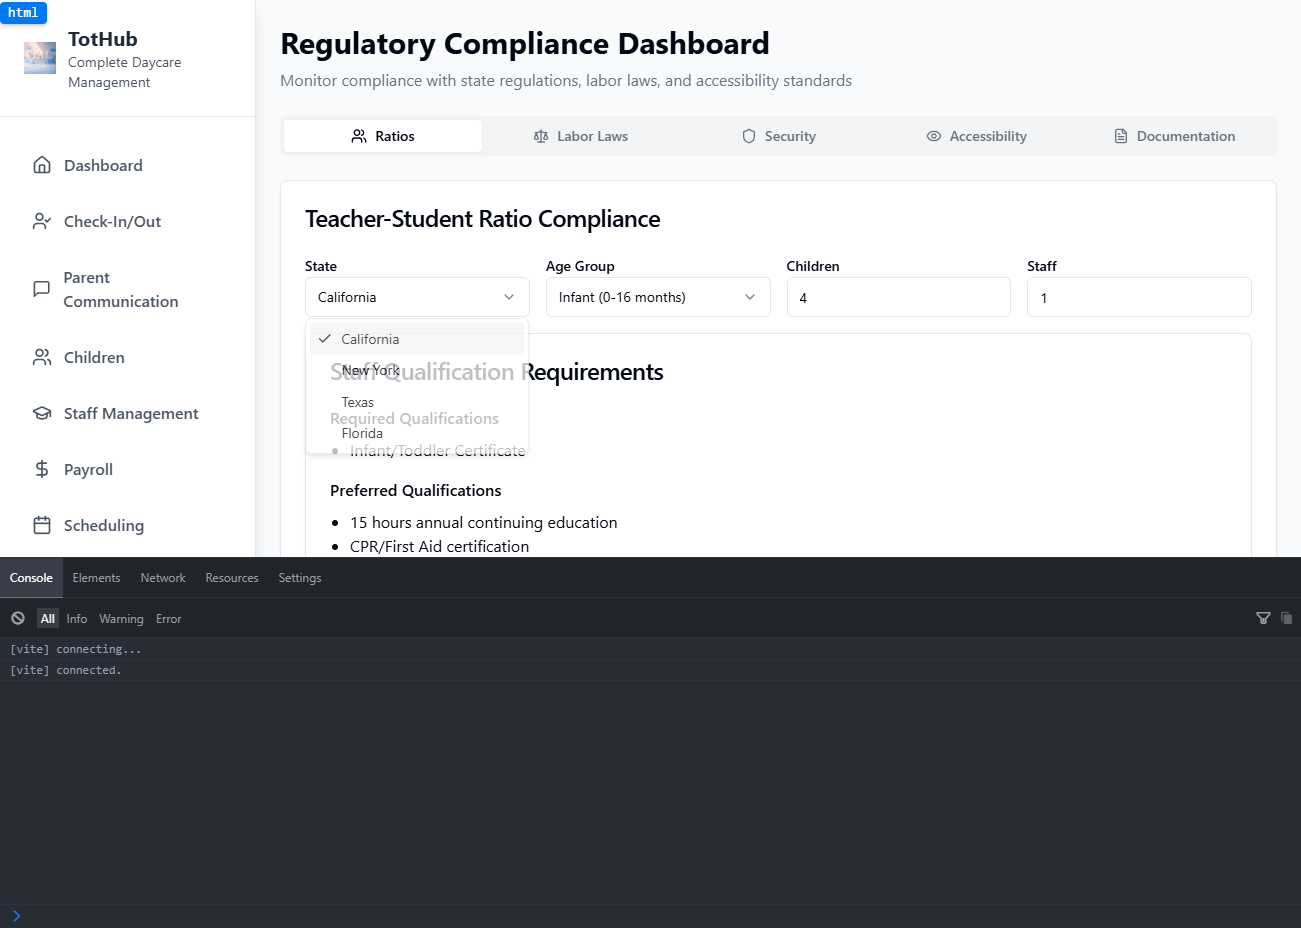 html
TotHub
Complete Daycare
Management
Dashboard
Check-In/Out
Parent
Communication
Children
Staff Management
Payroll
Scheduling
Regulatory Compliance Dashboard
Monitor compliance with state regulations, labor laws, and accessibility standards
Ratios
Labor Laws
Security
Accessibility
Documentation
Teacher-Student Ratio Compliance
State
Age Group
Children
Staff
California
Infant (0-16 months)
4
1
California
New York
Texas
Florida
Staff Qualification Requirements
Required Qualifications
Infant/Toddler Certificate
Preferred Qualifications
15 hours annual continuing education
CPR/First Aid certification
Console
Elements
Network
Resources
Settings
All
Info
Warning
Error
[vite] connecting...
[vite] connected.